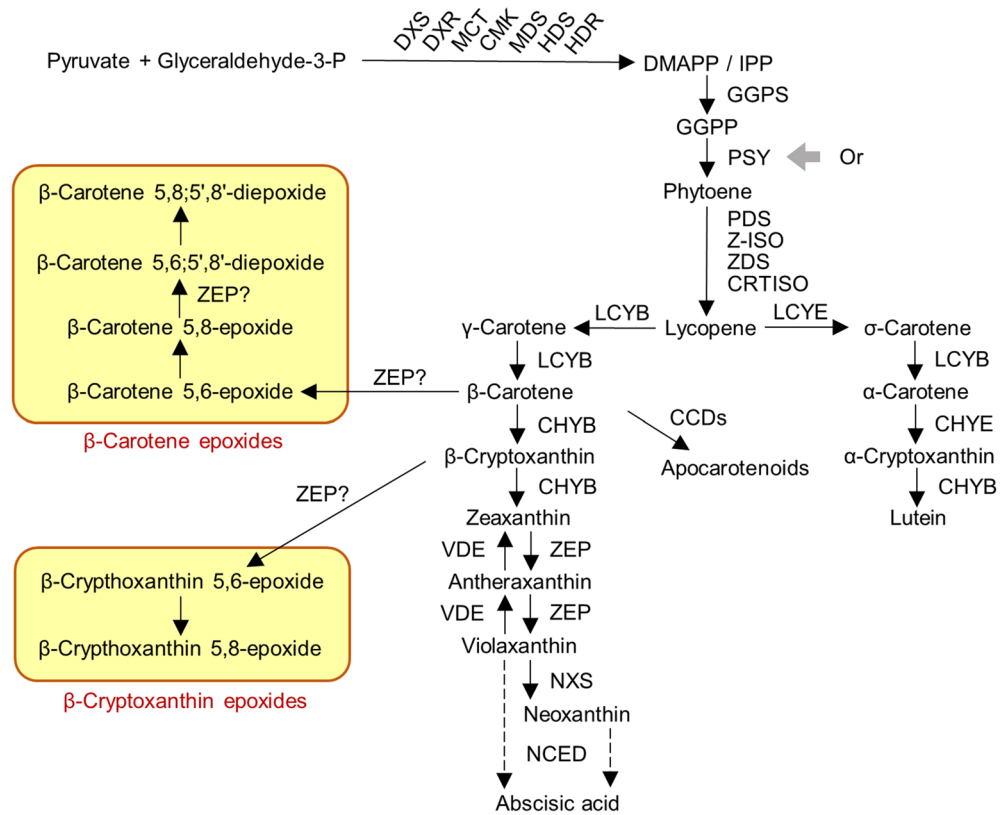 DXS
DXR
MCT
CMK
MDS
HDS
HDR
Pyruvate + Glyceraldehyde-3-P
DMAPP / IPP
GGPS
GGPP
PSY
Or
Phytoene
PDS
Z-ISO
ZDS
CRTISO
β-Carotene 5,8;5',8'-diepoxide
β-Carotene 5,6;5',8'-diepoxide
ZEP?
β-Carotene 5,8-epoxide
β-Carotene 5,6-epoxide
β-Carotene epoxides
γ-Carotene
LCYB
Lycopene
LCYE
σ-Carotene
LCYB
LCYB
ZEP?
β-Carotene
α-Carotene
CHYB
CCDs
CHYE
β-Cryptoxanthin
Apocarotenoids
α-Cryptoxanthin
ZEP?
CHYB
CHYB
Zeaxanthin
Lutein
VDE
ZEP
β-Crypthoxanthin 5,6-epoxide
Antheraxanthin
VDE
ZEP
β-Crypthoxanthin 5,8-epoxide
Violaxanthin
β-Cryptoxanthin epoxides
NXS
Neoxanthin
NCED
Abscisic acid